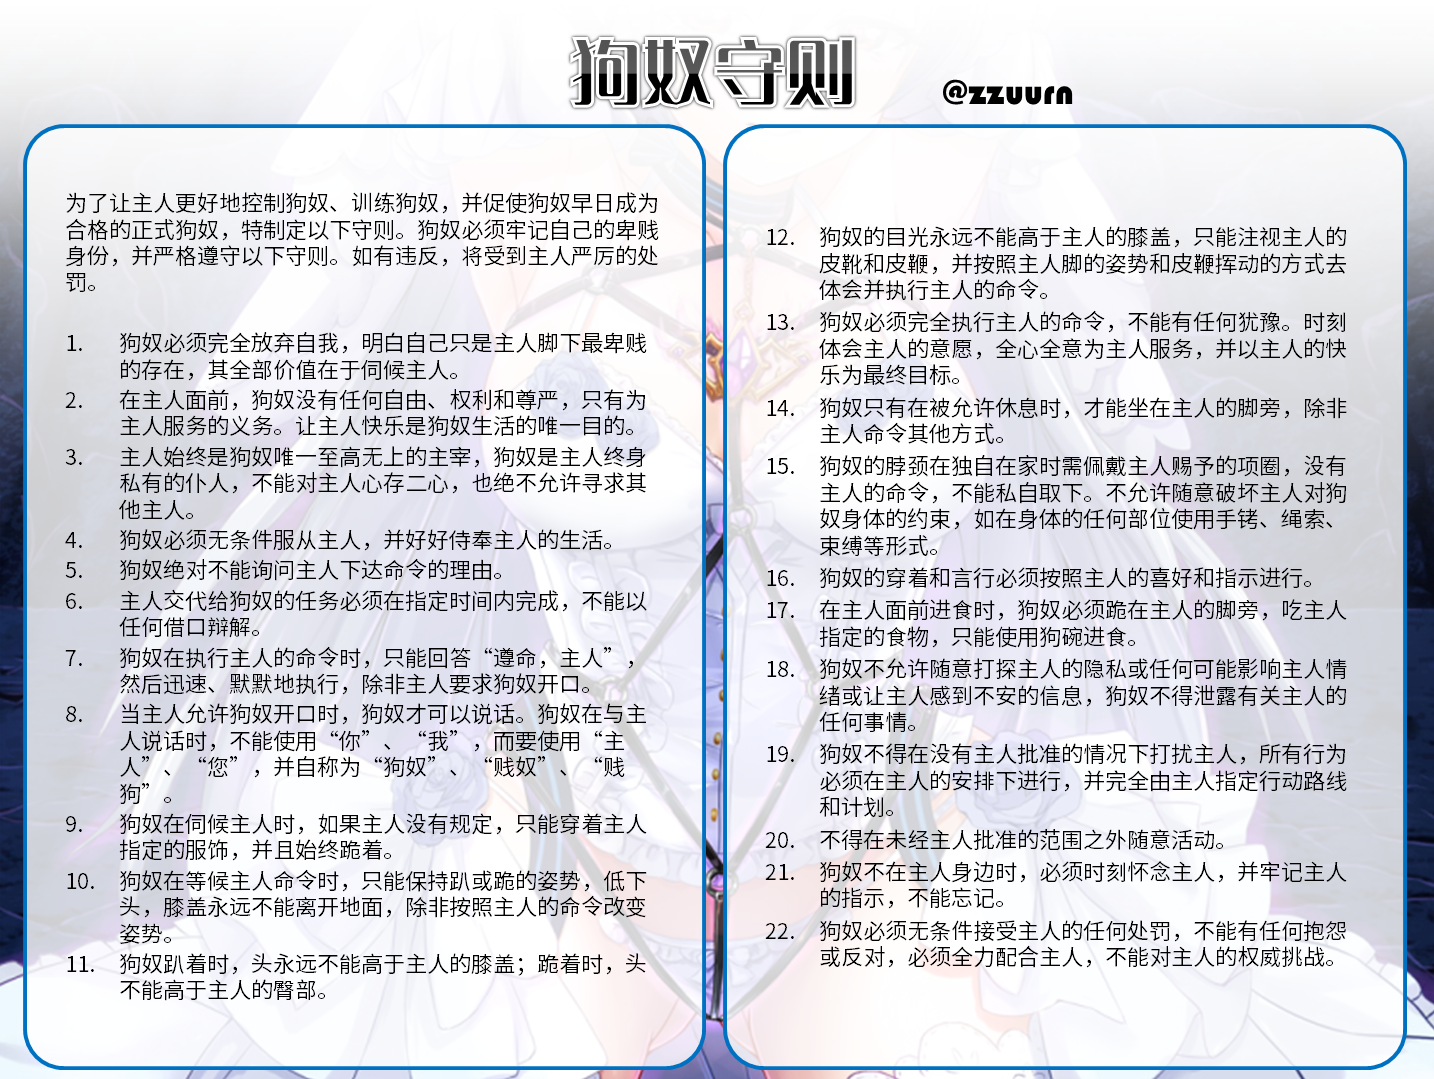 狗奴守则
@zzuurn
为了让主人更好地控制狗奴、训练狗奴，并促使狗奴早日成为
合格的正式狗奴，特制定以下守则。狗奴必须牢记自己的卑贱
身份，并严格遵守以下守则。如有违反，将受到主人严厉的处
罚。
1. 狗奴必须完全放弃自我，明白自己只是主人脚下最卑贱
的存在，其全部价值在于伺候主人。
2. 在主人面前，狗奴没有任何自由、权利和尊严，只有为
主人服务的义务。让主人快乐是狗奴生活的唯一目的。
3. 主人始终是狗奴唯一至高无上的主宰，狗奴是主人终身
私有的仆人，不能对主人心存二心，也绝不允许寻求其
他主人。
4. 狗奴必须无条件服从主人，并好好侍奉主人的生活。
5. 狗奴绝对不能询问主人下达命令的理由。
6. 主人交代给狗奴的任务必须在指定时间内完成，不能以
任何借口辩解。
7. 狗奴在执行主人的命令时，只能回答“遵命，主人”，
然后迅速、默默地执行，除非主人要求狗奴开口。
8. 当主人允许狗奴开口时，狗奴才可以说话。狗奴在与主
人说话时，不能使用“你”、“我”，而要使用“主
人”、“您”，并自称为“狗奴”、“贱奴”、“贱
狗”。
9. 狗奴在伺候主人时，如果主人没有规定，只能穿着主人
指定的服饰，并且始终跪着。
10. 狗奴在等候主人命令时，只能保持趴或跪的姿势，低下
头，膝盖永远不能离开地面，除非按照主人的命令改变
姿势。
11. 狗奴趴着时，头永远不能高于主人的膝盖；跪着时，头
不能高于主人的臀部。
12. 狗奴的目光永远不能高于主人的膝盖，只能注视主人的
皮靴和皮鞭，并按照主人脚的姿势和皮鞭挥动的方式去
体会并执行主人的命令。
13. 狗奴必须完全执行主人的命令，不能有任何犹豫。时刻
体会主人的意愿，全心全意为主人服务，并以主人的快
乐为最终目标。
14. 狗奴只有在被允许休息时，才能坐在主人的脚旁，除非
主人命令其他方式。
15. 狗奴的脖颈在独自在家时需佩戴主人赐予的项圈，没有
主人的命令，不能私自取下。不允许随意破坏主人对狗
奴身体的约束，如在身体的任何部位使用手铐、绳索、
束缚等形式。
16. 狗奴的穿着和言行必须按照主人的喜好和指示进行。
17. 在主人面前进食时，狗奴必须跪在主人的脚旁，吃主人
指定的食物，只能使用狗碗进食。
18. 狗奴不允许随意打探主人的隐私或任何可能影响主人情
绪或让主人感到不安的信息，狗奴不得泄露有关主人的
任何事情。
19. 狗奴不得在没有主人批准的情况下打扰主人，所有行为
必须在主人的安排下进行，并完全由主人指定行动路线
和计划。
20. 不得在未经主人批准的范围之外随意活动。
21. 狗奴不在主人身边时，必须时刻怀念主人，并牢记主人
的指示，不能忘记。
22. 狗奴必须无条件接受主人的任何处罚，不能有任何抱怨
或反对，必须全力配合主人，不能对主人的权威挑战。